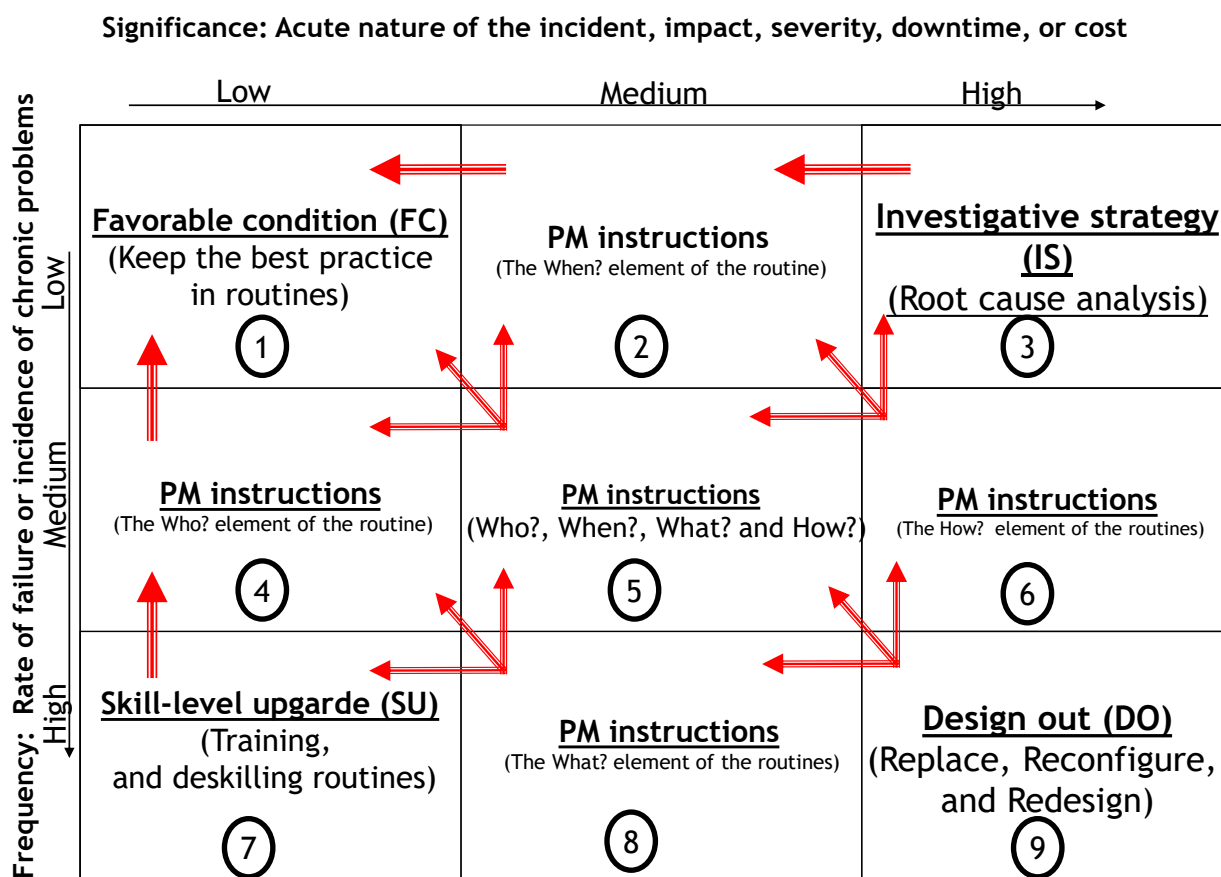 Significance: Acute nature of the incident, impact, severity, downtime, or cost
Low
Medium
High
Frequency: Rate of failure or incidence of chronic problems
Low
Medium
High
Favorable condition (FC)
(Keep the best practice
in routines)
1
PM instructions
(The When? element of the routine)
2
Investigative strategy
(IS)
(Root cause analysis)
3
PM instructions
(The Who? element of the routine)
4
PM instructions
(Who?, When?, What? and How?)
5
PM instructions
(The How? element of the routines)
6
Skill-level upgarde (SU)
(Training,
and deskilling routines)
7
PM instructions
(The What? element of the routines)
8
Design out (DO)
(Replace, Reconfigure,
and Redesign)
9